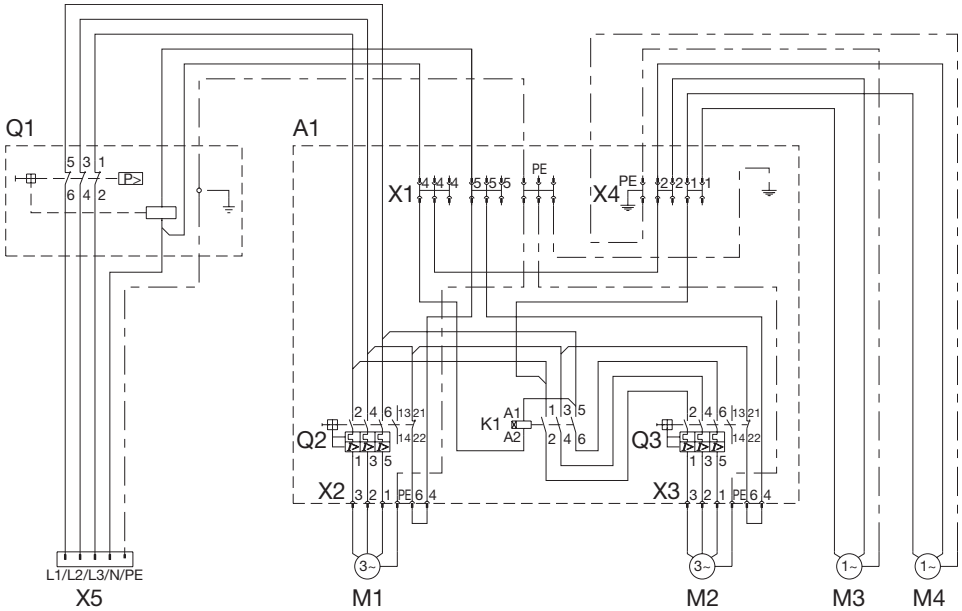 Q1
A1
5 3 1
P>
6 4 2
X1
4 4 4
5 5 5
PE
X4
PE
2 2 1 1
2 4 6 13 21
Q2
14 22
I> I> I>
1 3 5
X2
3 2 1 PE 6 4
K1
A1
A2
1 3 5
2 4 6
2 4 6 13 21
Q3
14 22
I> I> I>
1 3 5
X3
3 2 1 PE 6 4
L1/L2/L3/N/PE
X5
3~
M1
3~
M2
1~
M3
1~
M4